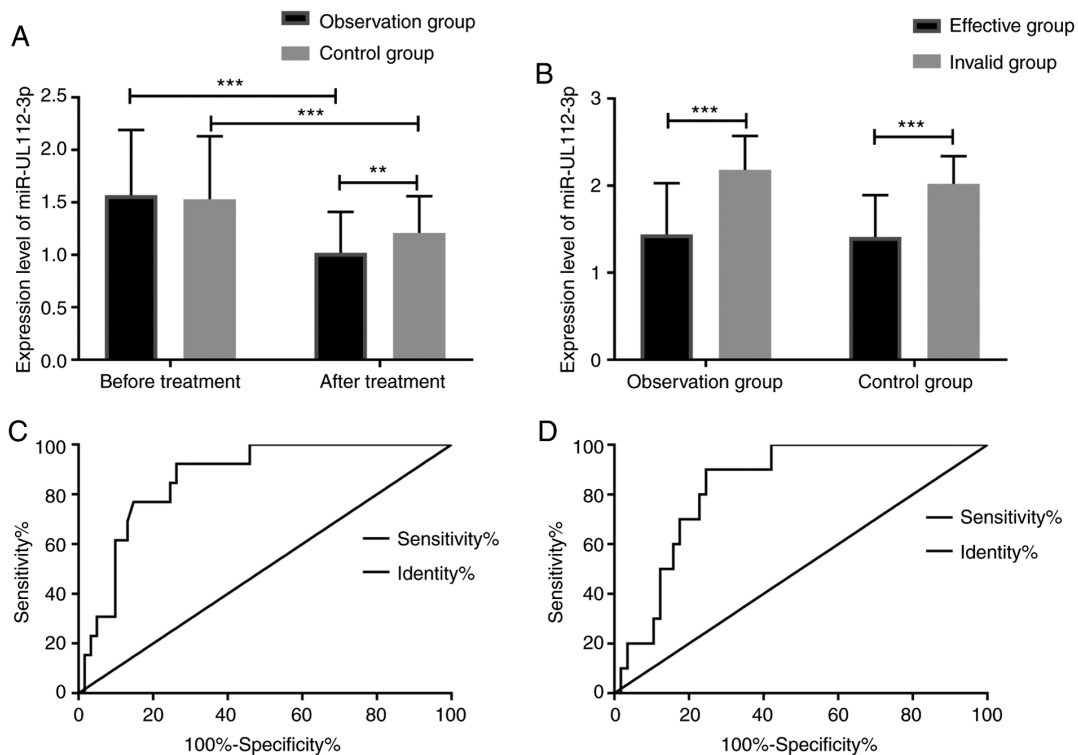 A
Observation group
Control group
Expression level of miR-UL112-3p
2.5
2.0
1.5
1.0
0.5
0.0
***
***
**
Before treatment
After treatment
B
Effective group
Invalid group
Expression level of miR-UL112-3p
3
2
1
0
***
***
Observation group
Control group
C
Sensitivity%
100
80
60
40
20
0
Sensitivity%
Identity%
0
20
40
60
80
100
100%-Specificity%
D
Sensitivity%
100
80
60
40
20
0
Sensitivity%
Identity%
0
20
40
60
80
100
100%-Specificity%